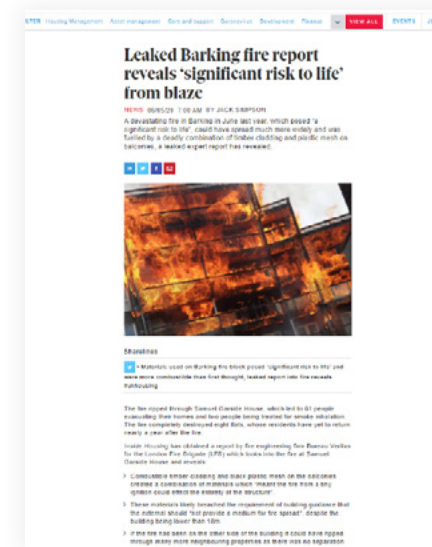 Housing Management Asset management Care and support Coronavirus Development Finance VIEW ALL EVENTS
Leaked Barking fire report
reveals ‘significant risk to life’
from blaze
NEWS 05/05/20 7:00 AM BY JACK SIMPSON
A devastating fire in Barking in June last year, which posed a
“significant risk to life”, could have spread much more widely and was
fuelled by a deadly combination of timber cladding and plastic mesh on
balconies, a leaked expert report has revealed.
Sharelines
Materials used on Barking fire block posed “significant risk to life” and
were more combustible than first thought, leaked report into fire reveals
#ukhousing
The fire ripped through Samuel Garside House, which led to 61 people
evacuating their homes and two people being treated for smoke inhalation.
The fire completely destroyed eight flats, whose residents have yet to return
nearly a year after the fire.
Inside Housing has obtained a report by fire engineering firm Bureau Veritas
for the London Fire Brigade (LFB) which looks into the fire at Samuel
Garside House and reveals:
Combustible timber cladding and black plastic mesh on the balconies
created a combination of materials which “meant the fire from a tiny
ignition could effect the entirety of the structure”.
These materials likely breached the requirement of building guidance that
the external should “not provide a medium for fire spread”, despite the
building being lower than 18m
If the fire had been on the other side of the building it could have ripped
through many more neighbouring properties as there was no separation